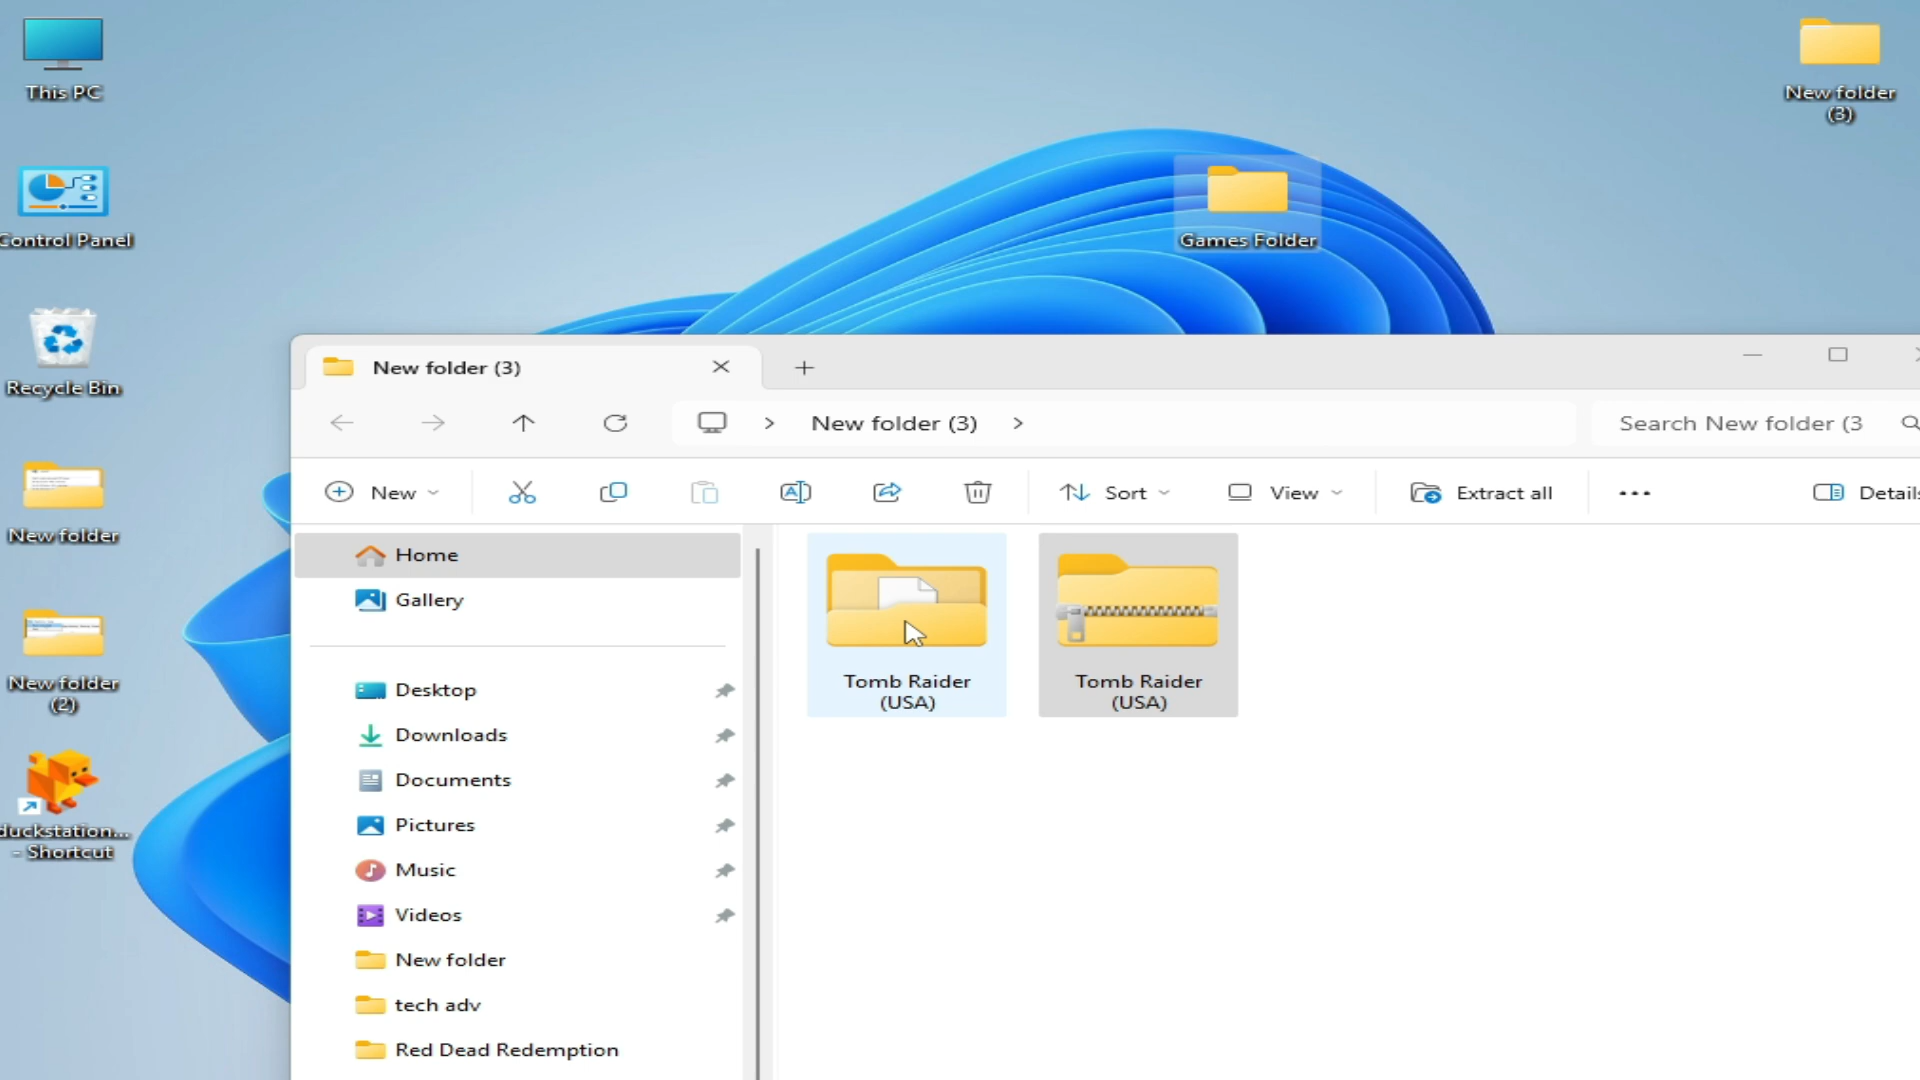 This PC
Control Panel
Recycle Bin
New folder
New folder
(2)
duckstation...
- Shortcut
New folder
(3)
Games Folder
New folder (3)
New folder (3)
Search New folder (3
New
Sort
View
Extract all
Details
Home
Gallery
Desktop
Downloads
Documents
Pictures
Music
Videos
New folder
tech adv
Red Dead Redemption
Tomb Raider
(USA)
Tomb Raider
(USA)